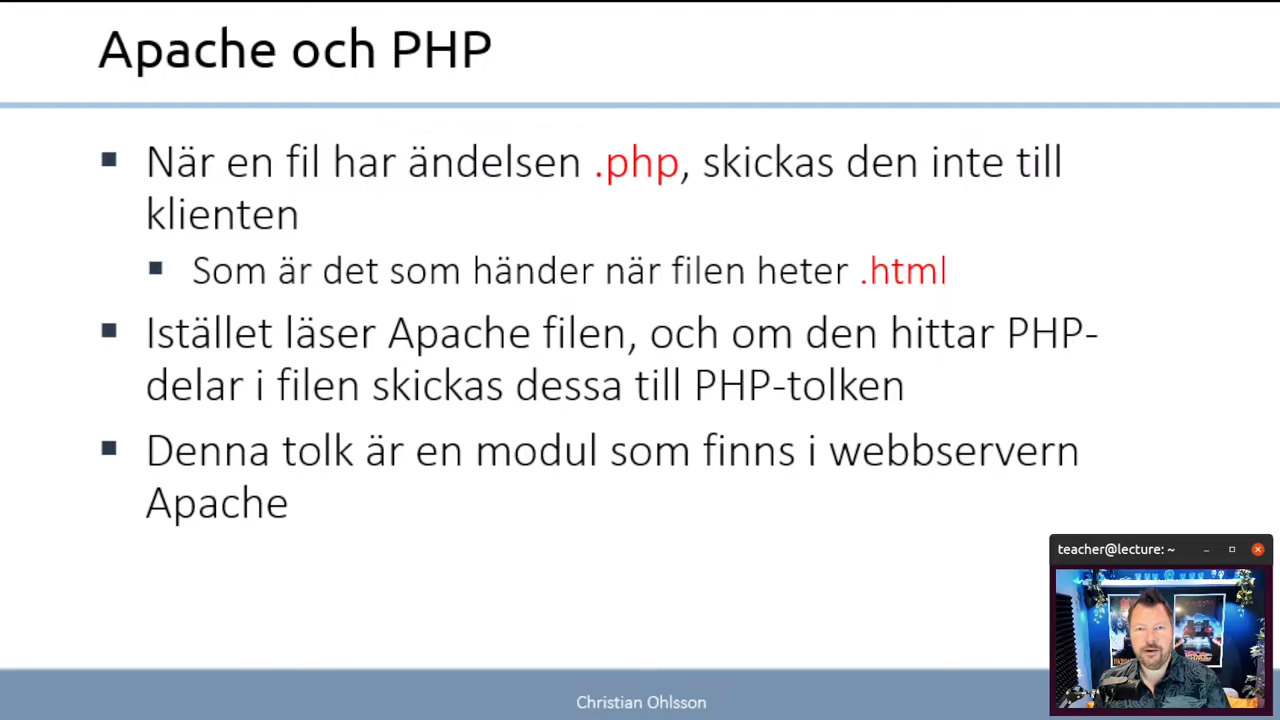 Apache och PHP
När en fil har ändelsen .php, skickas den inte till
klienten
Som är det som händer när filen heter .html
Istället läser Apache filen, och om den hittar PHP-
delar i filen skickas dessa till PHP-tolken
Denna tolk är en modul som finns i webbservern
Apache
teacher@lecture: ~
Christian Ohlsson